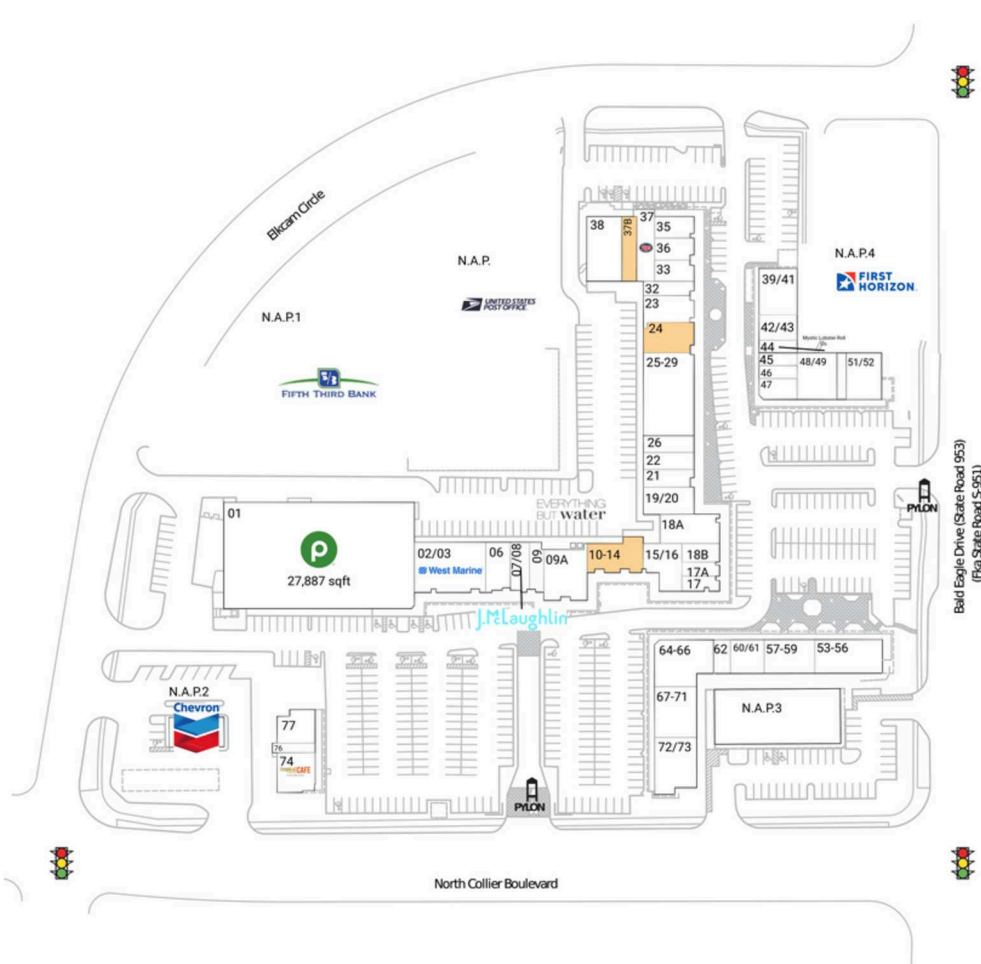 Elkcam Circle
N.A.P.
UNITED STATES
POST OFFICE
N.A.P.1
FIFTH THIRD BANK
38
37B
37
35
36
33
32
23
24
25-29
26
22
21
19/20
18A
N.A.P.4
FIRST
HORIZON
39/41
42/43
Mystic Lobster Roll
44
45
46
47
48/49
51/52
Bald Eagle Drive (State Road 953)
(Fka State Road S-951)
PYLON
EVERYTHING
BUT water
01
27,887 sqft
02/03
West Marine
06
07/08
09
09A
10-14
15/16
18B
17A
17
J.McLaughlin
64-66
62
60/61
57-59
53-56
67-71
72/73
N.A.P.3
N.A.P.2
Chevron
77
76
74
CAFE
PYLON
North Collier Boulevard